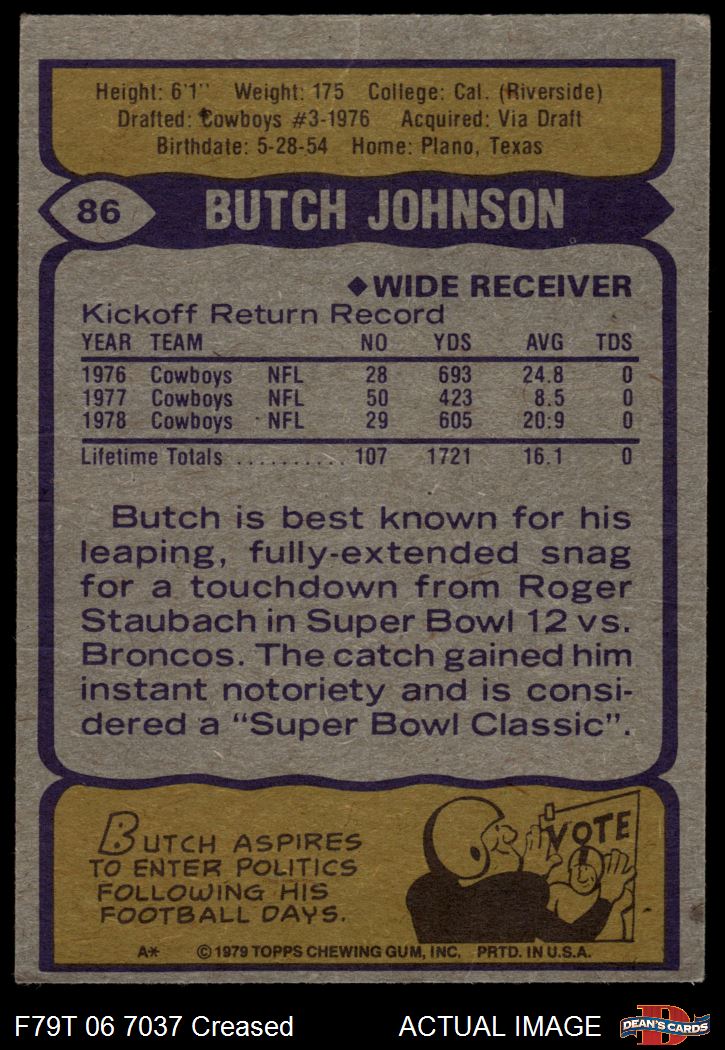 Height: 6'1" Weight: 175 College: Cal. (Riverside)
Drafted: Cowboys #3-1976 Acquired: Via Draft
Birthdate: 5-28-54 Home: Plano, Texas
86 BUTCH JOHNSON
◆WIDE RECEIVER
Kickoff Return Record
YEAR TEAM NO YDS AVG TDS
1976 Cowboys NFL 28 693 24.8 0
1977 Cowboys NFL 50 423 8.5 0
1978 Cowboys NFL 29 605 20.9 0
Lifetime Totals .......... 107 1721 16.1 0
Butch is best known for his
leaping, fully-extended snag
for a touchdown from Roger
Staubach in Super Bowl 12 vs.
Broncos. The catch gained him
instant notoriety and is consi-
dered a “Super Bowl Classic”.
BUTCH ASPIRES
TO ENTER POLITICS
FOLLOWING HIS
FOOTBALL DAYS.
VOTE
A* © 1979 TOPPS CHEWING GUM, INC. PRTD. IN U.S.A.
F79T 06 7037 Creased ACTUAL IMAGE
D
DEAN'S CARDS